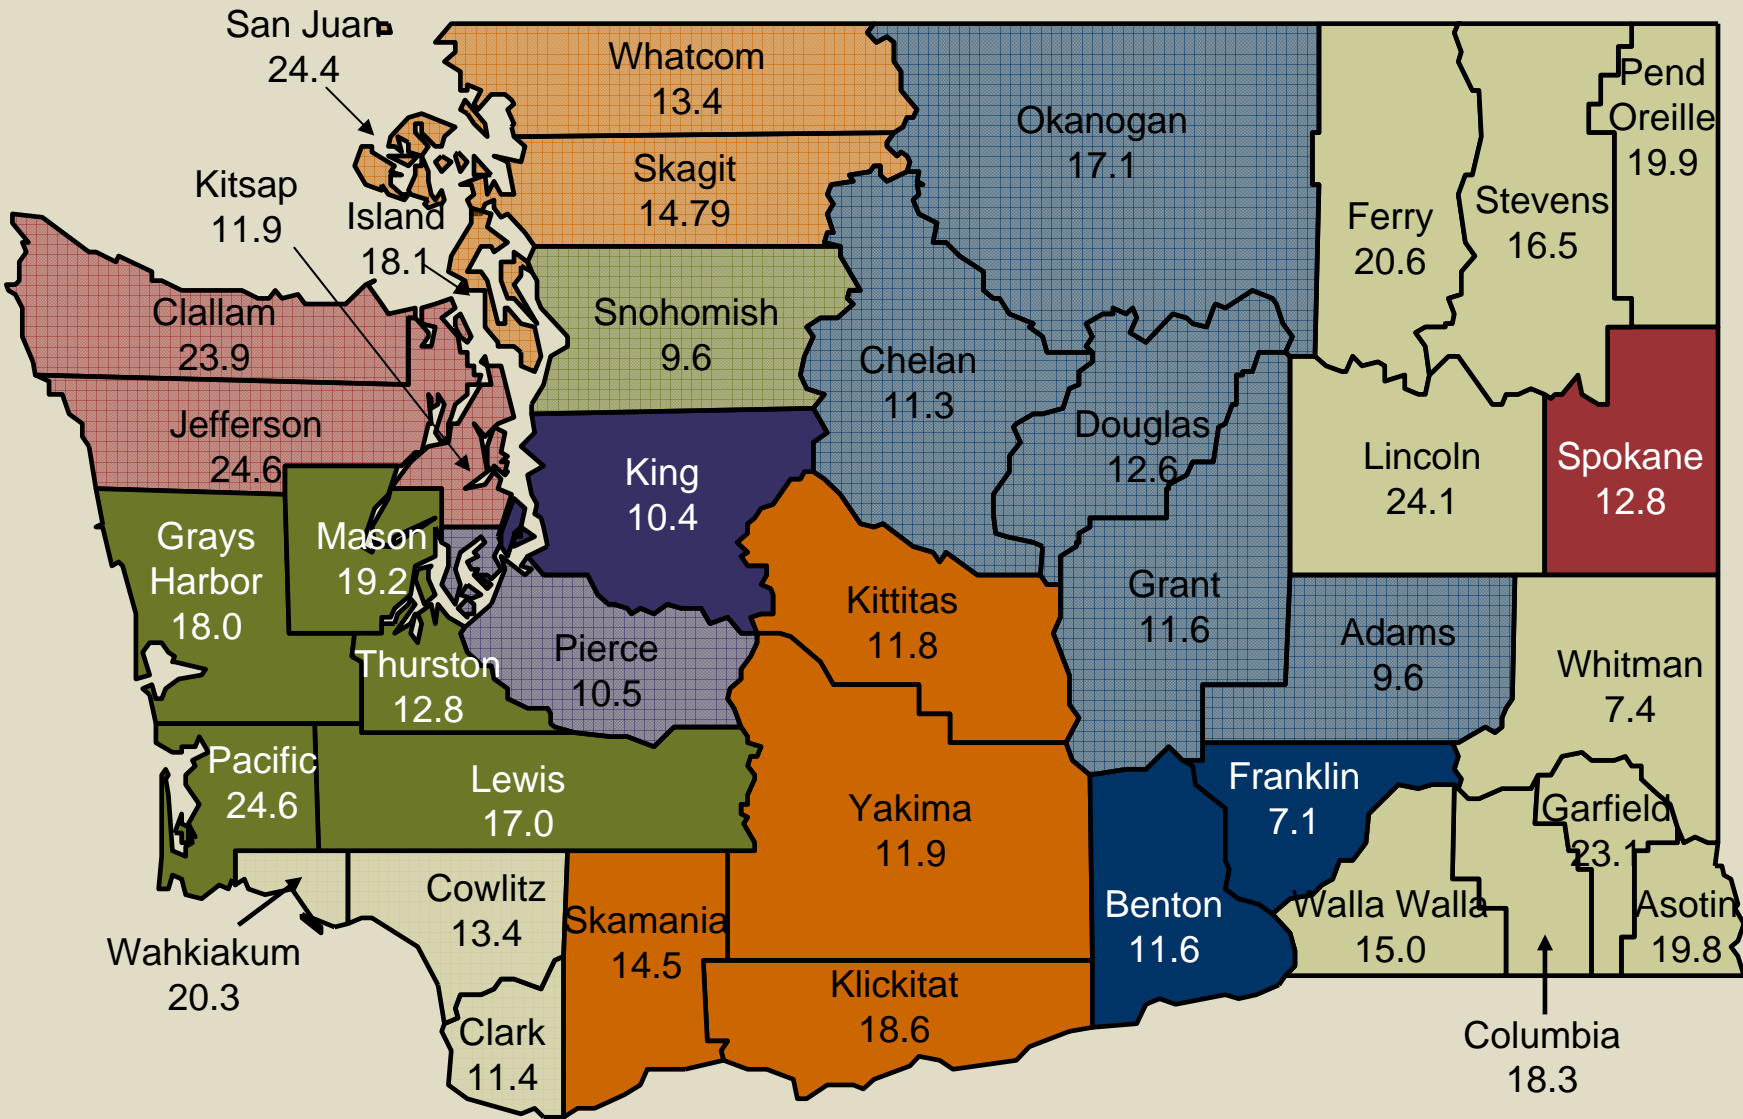 San Juan
24.4
Whatcom
13.4
Okanogan
17.1
Pend
Oreille
19.9
Kitsap
11.9
Island
18.1
Skagit
14.79
Ferry
20.6
Stevens
16.5
Clallam
23.9
Snohomish
9.6
Chelan
11.3
Jefferson
24.6
Douglas
12.6
King
10.4
Lincoln
24.1
Spokane
12.8
Grays
Harbor
18.0
Mason
19.2
Kittitas
11.8
Grant
11.6
Adams
9.6
Thurston
12.8
Pierce
10.5
Whitman
7.4
Pacific
24.6
Lewis
17.0
Yakima
11.9
Franklin
7.1
Garfield
23.1
Wahkiakum
20.3
Cowlitz
13.4
Skamania
14.5
Benton
11.6
Walla Walla
15.0
Asotin
19.8
Clark
11.4
Klickitat
18.6
Columbia
18.3